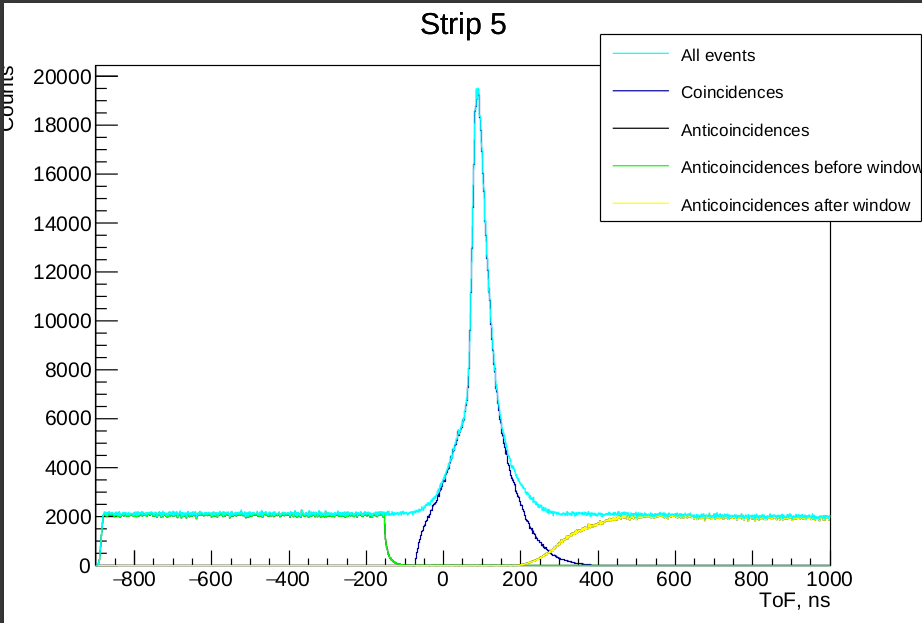 Strip 5
All events
Coincidences
Anticoincidences
Anticoincidences before window
Anticoincidences after window
Counts
20000
18000
16000
14000
12000
10000
8000
6000
4000
2000
0
−800 −600 −400 −200 0 200 400 600 800 1000
ToF, ns